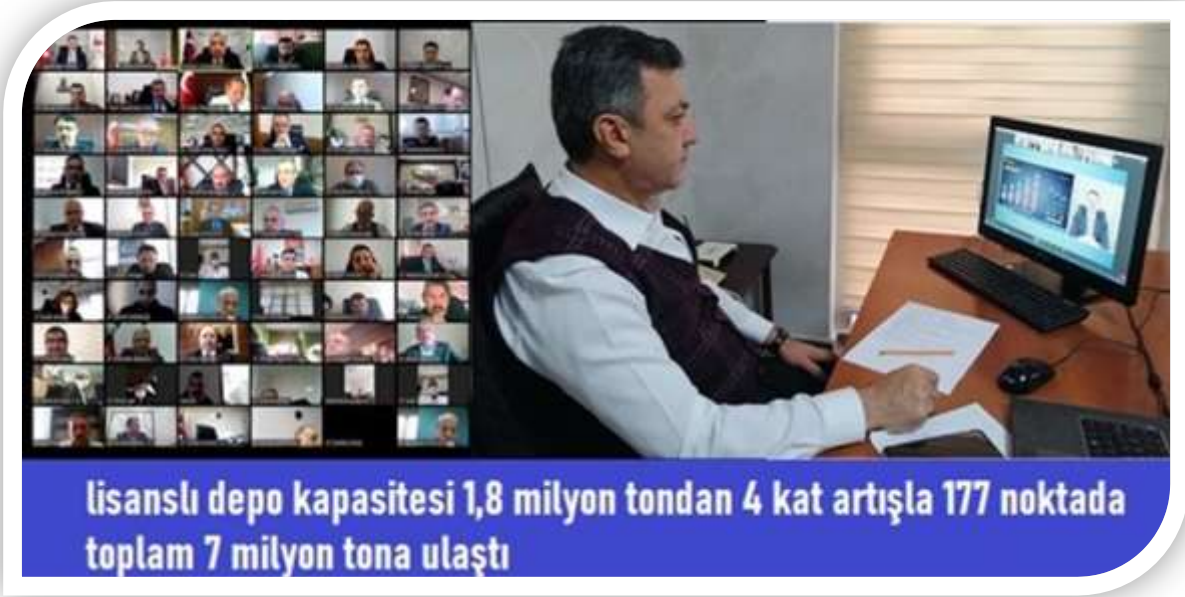 lisanslı depo kapasitesi 1,8 milyon tondan 4 kat artışla 177 noktada
toplam 7 milyon tona ulaştı